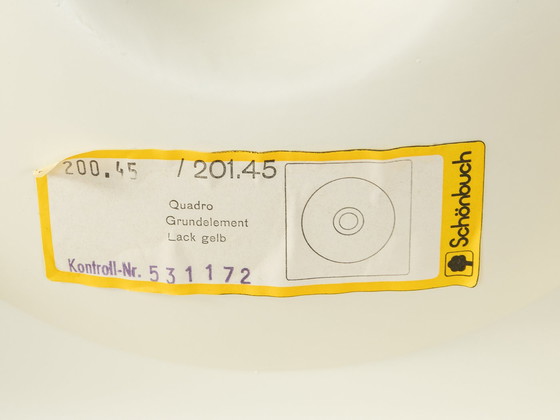 200.45 / 201.45
Quadro
Grundelement
Lack gelb
Kontroll-Nr. 531172
Schönbuch